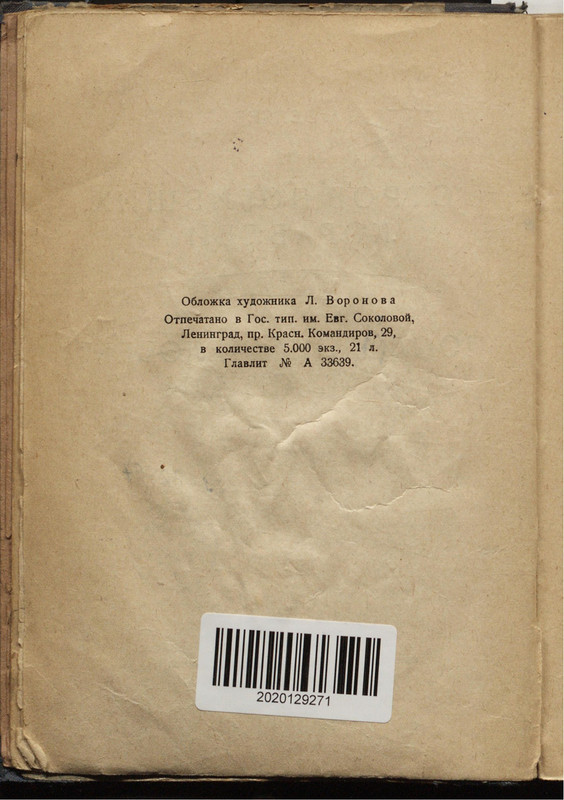 Обложка художника Л. Воронова
Отпечатано в Гос. тип. им. Евг. Соколовой,
Ленинград, пр. Красн. Командиров, 29,
в количестве 5.000 экз., 21 л.
Главлит № А 33639.
2020129271